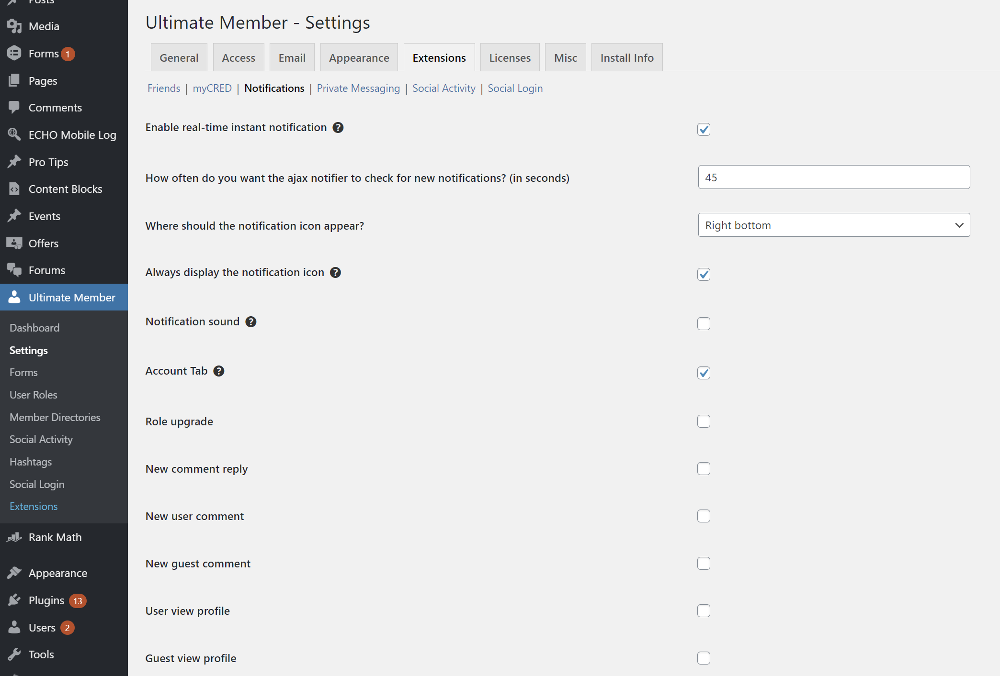 Posts
Media
Forms 1
Pages
Comments
ECHO Mobile Log
Pro Tips
Content Blocks
Events
Offers
Forums
Ultimate Member
Dashboard
Settings
Forms
User Roles
Member Directories
Social Activity
Hashtags
Social Login
Extensions
Rank Math
Appearance
Plugins 13
Users 2
Tools
Ultimate Member - Settings
General Access Email Appearance Extensions Licenses Misc Install Info
Friends | myCRED | Notifications | Private Messaging | Social Activity | Social Login
Enable real-time instant notification ?
How often do you want the ajax notifier to check for new notifications? (in seconds) 45
Where should the notification icon appear? Right bottom
Always display the notification icon ?
Notification sound ?
Account Tab ?
Role upgrade
New comment reply
New user comment
New guest comment
User view profile
Guest view profile